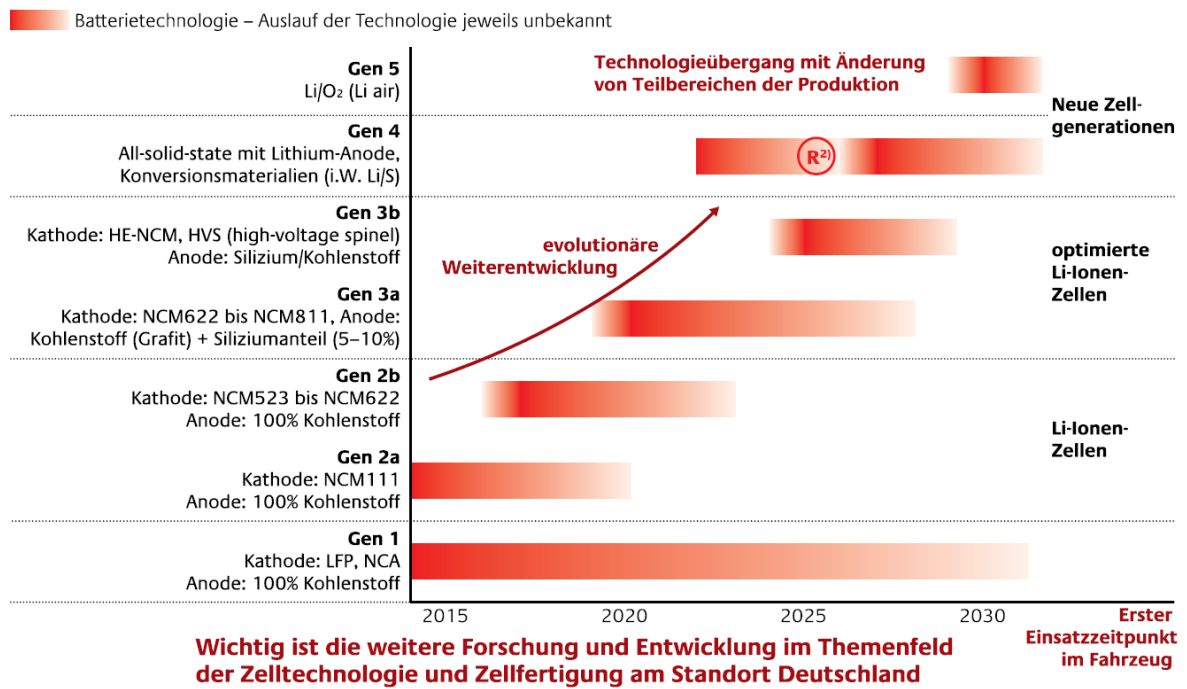 Batterietechnologie – Auslauf der Technologie jeweils unbekannt
Gen 5
Li/O₂ (Li air)
Technologieübergang mit Änderung
von Teilbereichen der Produktion
Neue Zell-
generationen
Gen 4
All-solid-state mit Lithium-Anode,
Konversionsmaterialien (i.W. Li/S)
R²⁾
Gen 3b
Kathode: HE-NCM, HVS (high-voltage spinel)
Anode: Silizium/Kohlenstoff
evolutionäre
Weiterentwicklung
optimierte
Li-Ionen-
Zellen
Gen 3a
Kathode: NCM622 bis NCM811, Anode:
Kohlenstoff (Grafit) + Siliziumanteil (5–10%)
Gen 2b
Kathode: NCM523 bis NCM622
Anode: 100% Kohlenstoff
Li-Ionen-
Zellen
Gen 2a
Kathode: NCM111
Anode: 100% Kohlenstoff
Gen 1
Kathode: LFP, NCA
Anode: 100% Kohlenstoff
2015 2020 2025 2030
Erster
Einsatzzeitpunkt
im Fahrzeug
Wichtig ist die weitere Forschung und Entwicklung im Themenfeld
der Zelltechnologie und Zellfertigung am Standort Deutschland